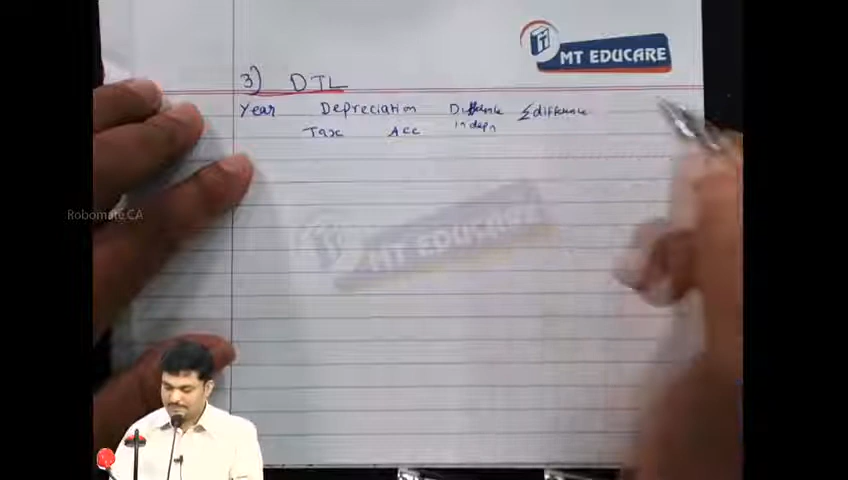 MT EDUCARE
3) DTL
Year Depreciation Difference Σdifference
Tax Acc in depn
Robomate CA
MT EDUCARE